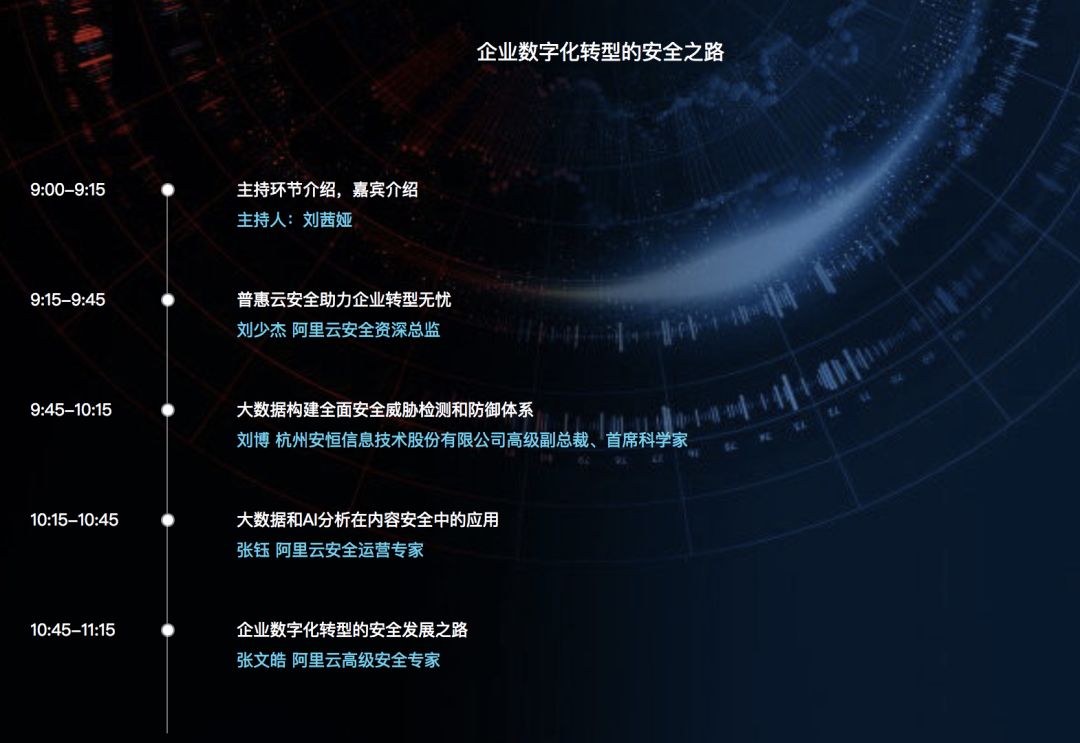 企业数字化转型的安全之路
9:00–9:15
主持环节介绍，嘉宾介绍
主持人：刘茜娅
9:15–9:45
普惠云安全助力企业转型无忧
刘少杰 阿里云安全资深总监
9:45–10:15
大数据构建全面安全威胁检测和防御体系
刘博 杭州安恒信息技术股份有限公司高级副总裁、首席科学家
10:15–10:45
大数据和AI分析在内容安全中的应用
张钰 阿里云安全运营专家
10:45–11:15
企业数字化转型的安全发展之路
张文皓 阿里云高级安全专家